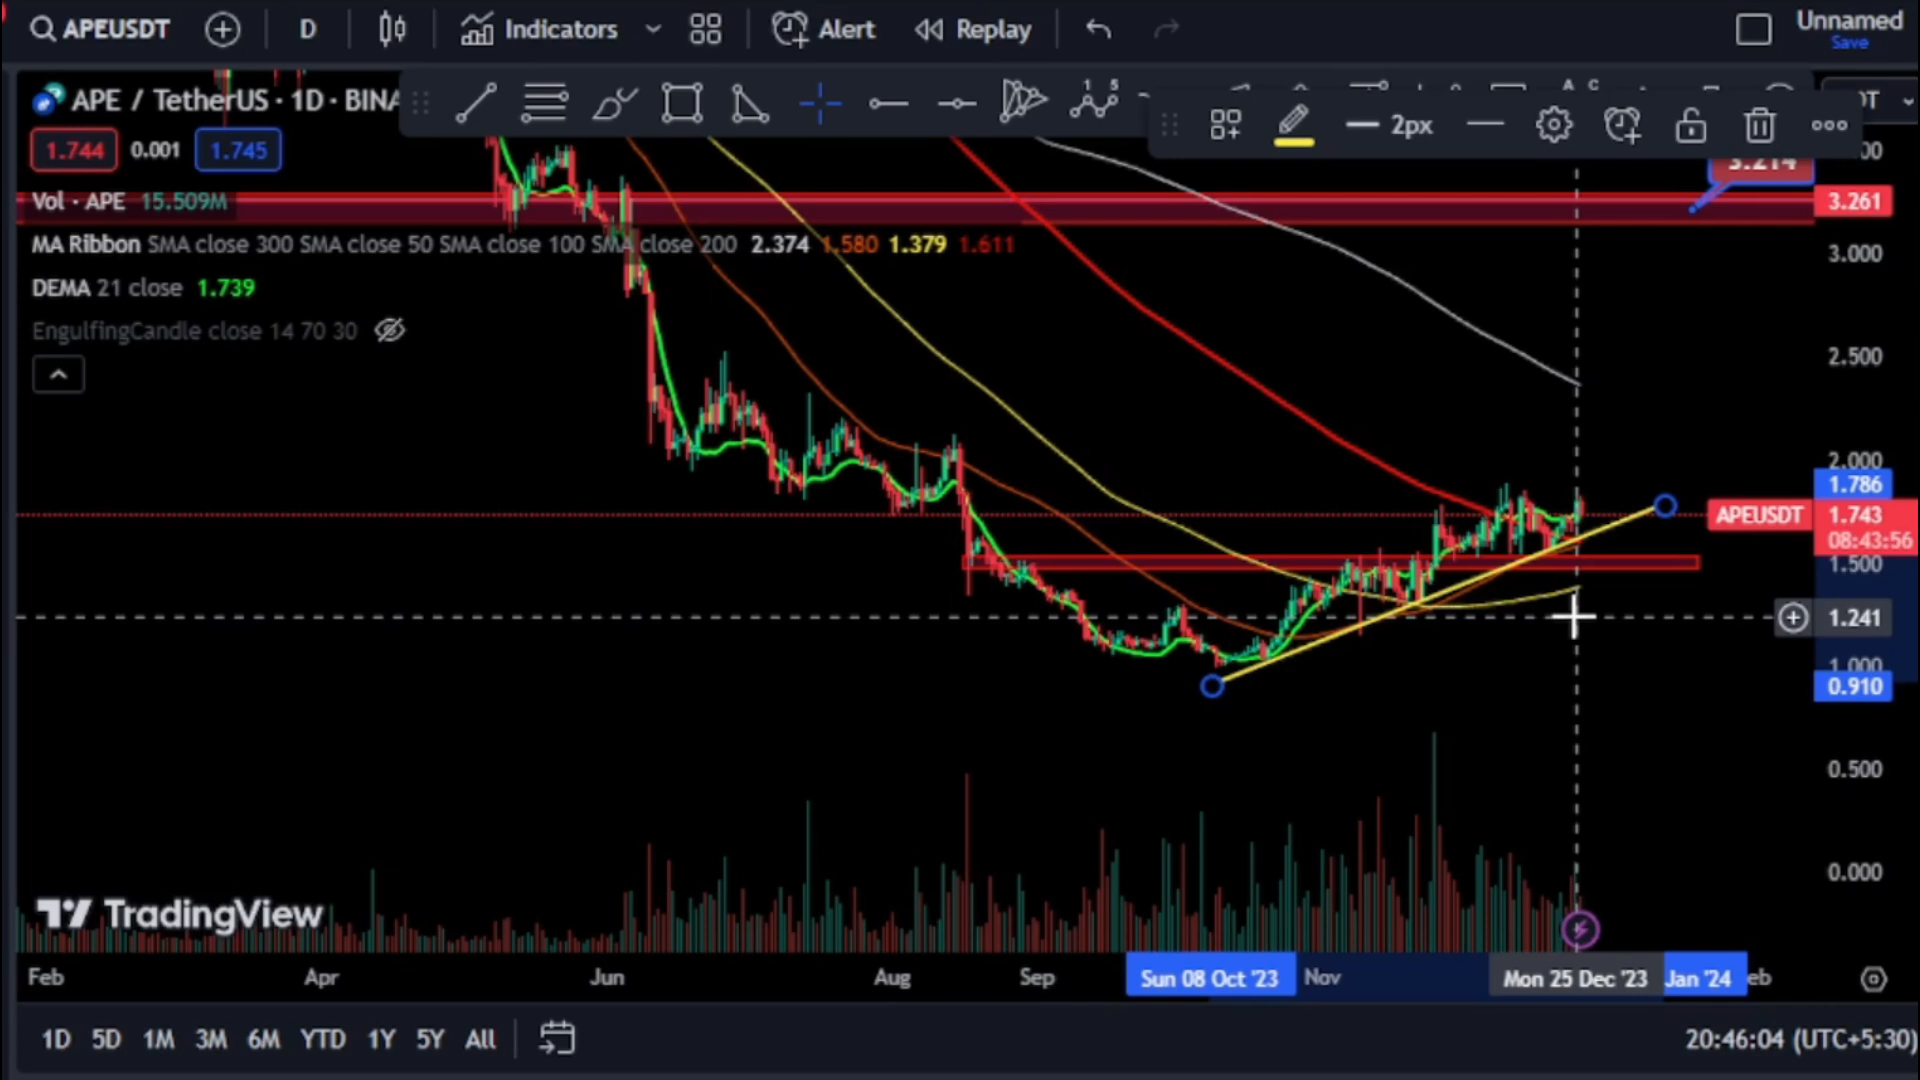 APEUSDT D Indicators Alert Replay Unnamed
Save
APE / TetherUS · 1D · BINA
2px
1.744 0.001 1.745
3.214
Vol · APE 15.509M
3.261
MA Ribbon SMA close 300 SMA close 50 SMA close 100 SMA close 200 2.374 1.580 1.379 1.611
3.000
DEMA 21 close 1.739
EngulfingCandle close 14 70 30
2.500
2.000
1.786
APEUSDT 1.743
08:43:56
1.500
1.241
1.000
0.910
0.500
0.000
TradingView
Feb Apr Jun Aug Sep Sun 08 Oct '23 Nov Mon 25 Dec '23 Jan '24 eb
1D 5D 1M 3M 6M YTD 1Y 5Y All 20:46:04 (UTC+5:30)